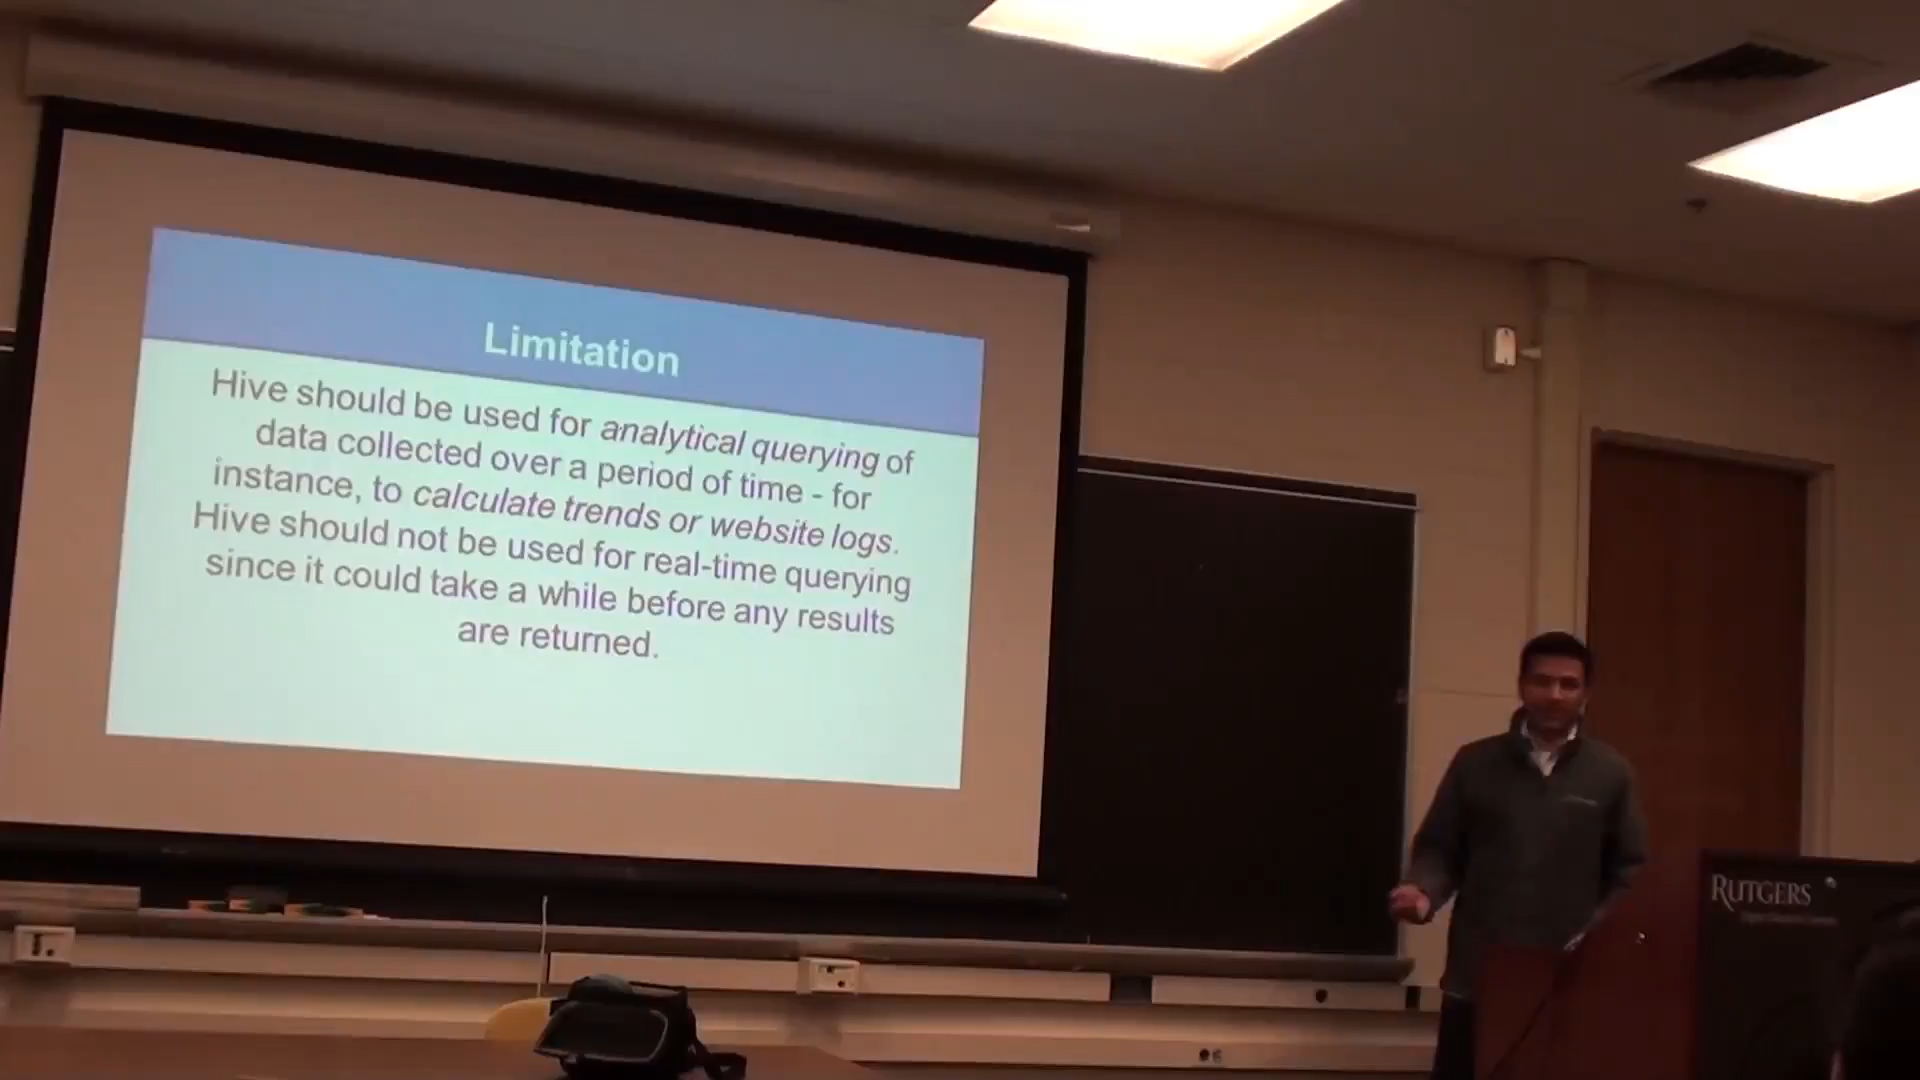 Limitation
Hive should be used for analytical querying of
data collected over a period of time - for
instance, to calculate trends or website logs.
Hive should not be used for real-time querying
since it could take a while before any results
are returned.
RUTGERS